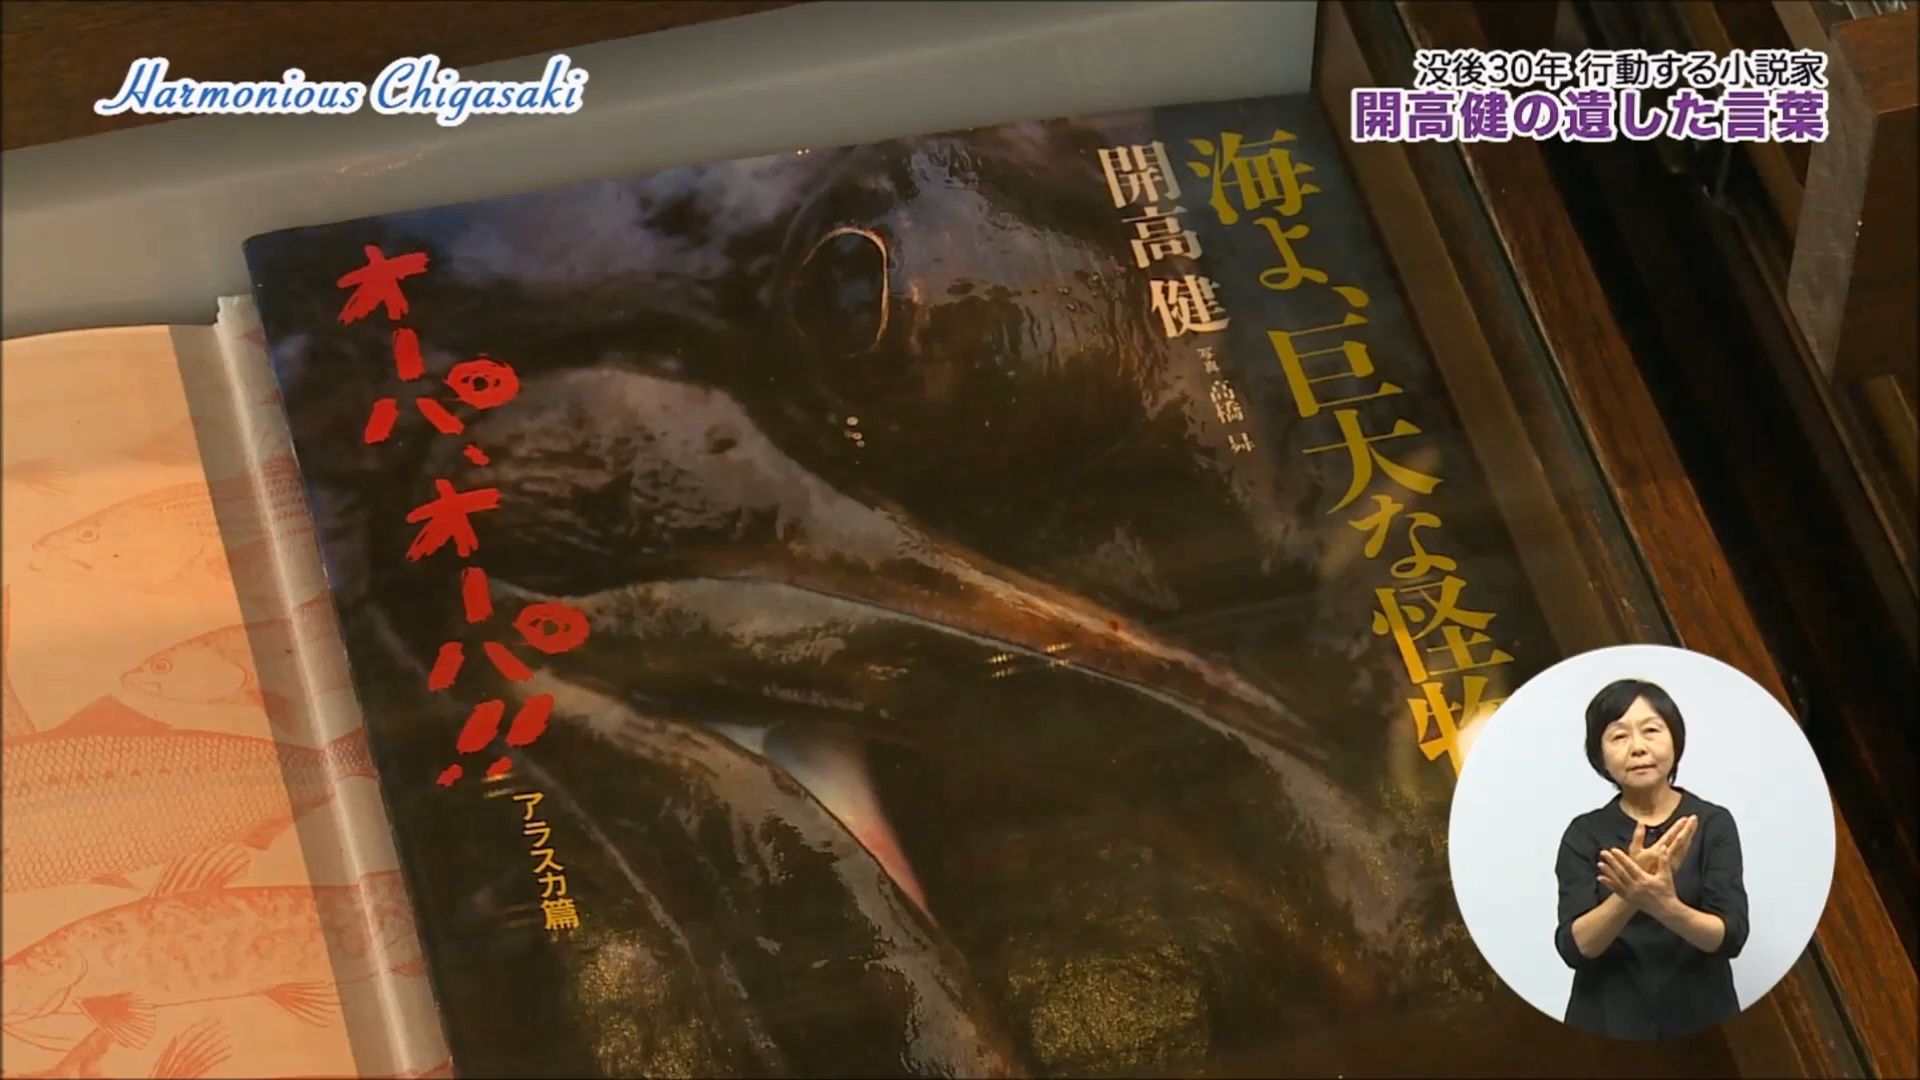 Harmonious Chigasaki
没後30年 行動する小説家
開高健の遺した言葉
海よ、巨大な怪物
開高健
写真 高橋曻
オーパ、オーパ!!
アラスカ篇